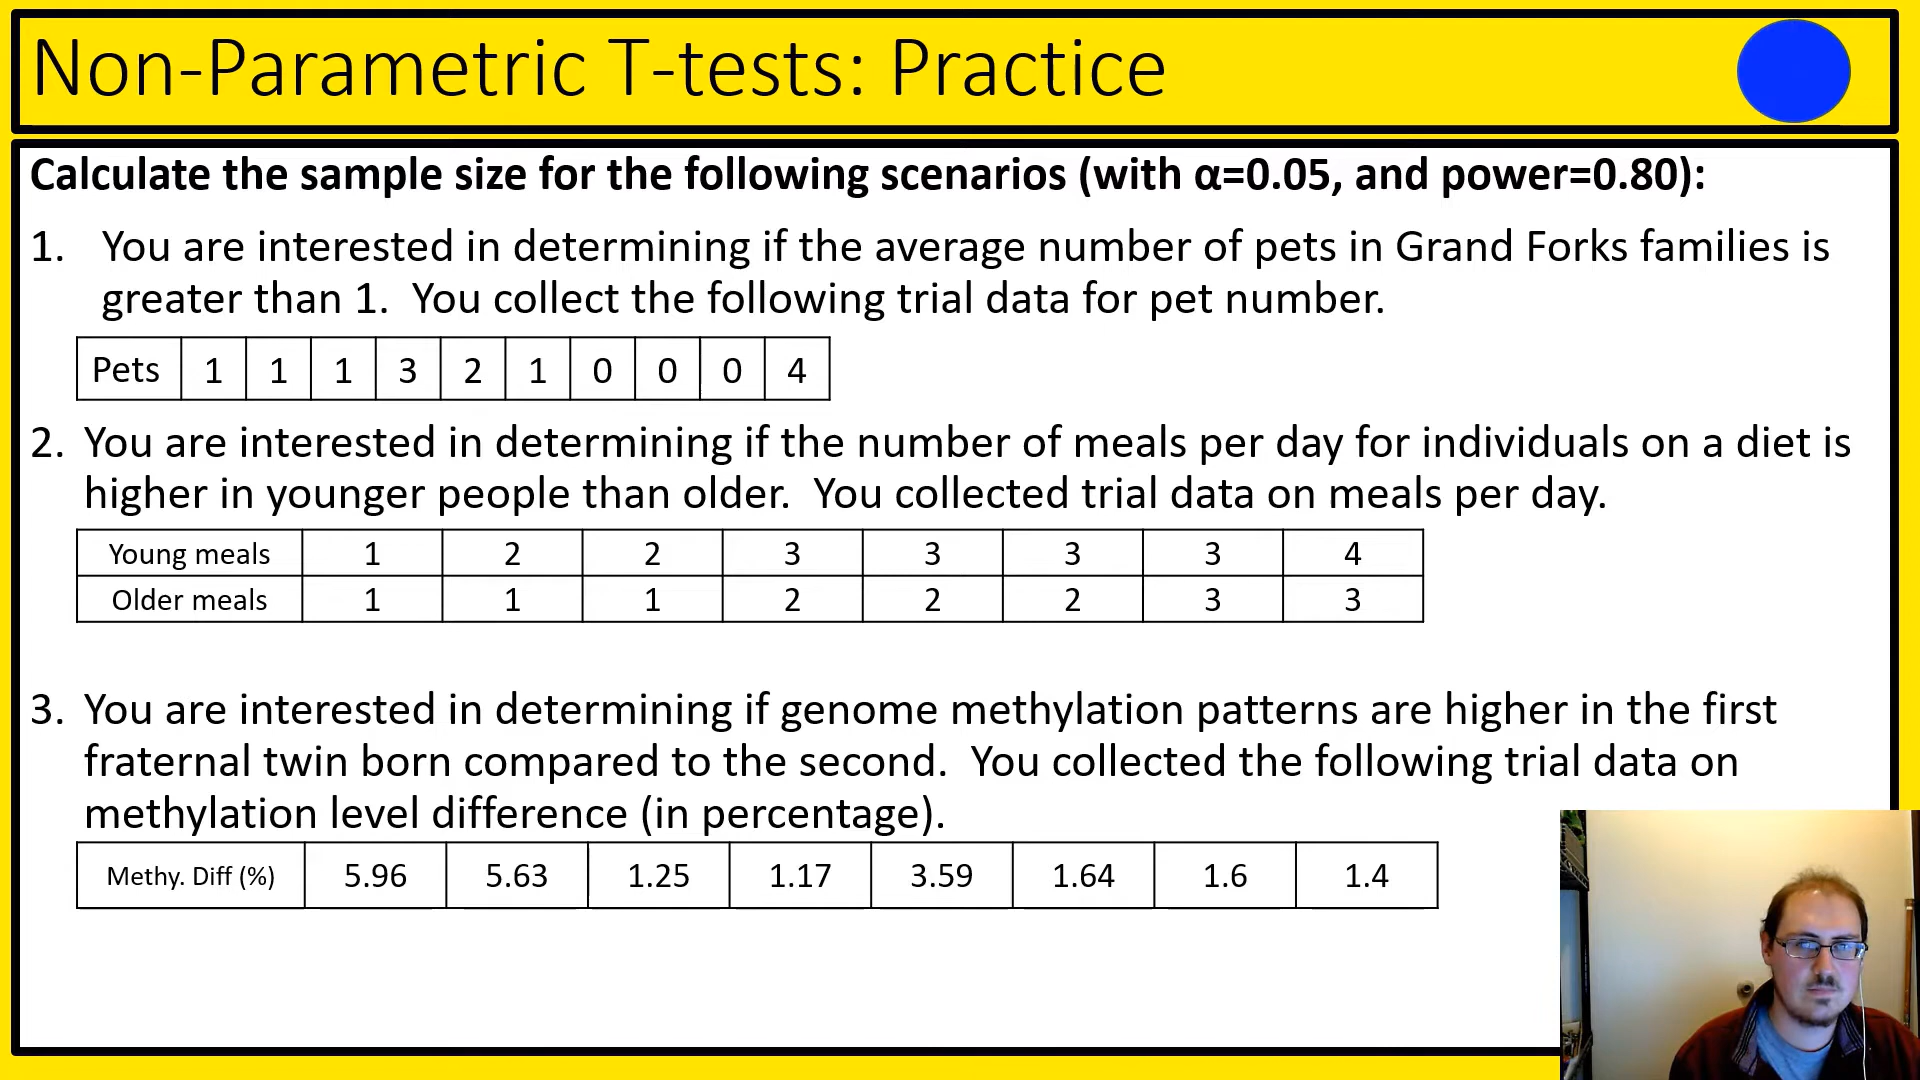 Non-Parametric T-tests: Practice
Calculate the sample size for the following scenarios (with α=0.05, and power=0.80):
1. You are interested in determining if the average number of pets in Grand Forks families is
greater than 1. You collect the following trial data for pet number.
Pets 1 1 1 3 2 1 0 0 0 4
2. You are interested in determining if the number of meals per day for individuals on a diet is
higher in younger people than older. You collected trial data on meals per day.
Young meals 1 2 2 3 3 3 3 4
Older meals 1 1 1 2 2 2 3 3
3. You are interested in determining if genome methylation patterns are higher in the first
fraternal twin born compared to the second. You collected the following trial data on
methylation level difference (in percentage).
Methy. Diff (%) 5.96 5.63 1.25 1.17 3.59 1.64 1.6 1.4